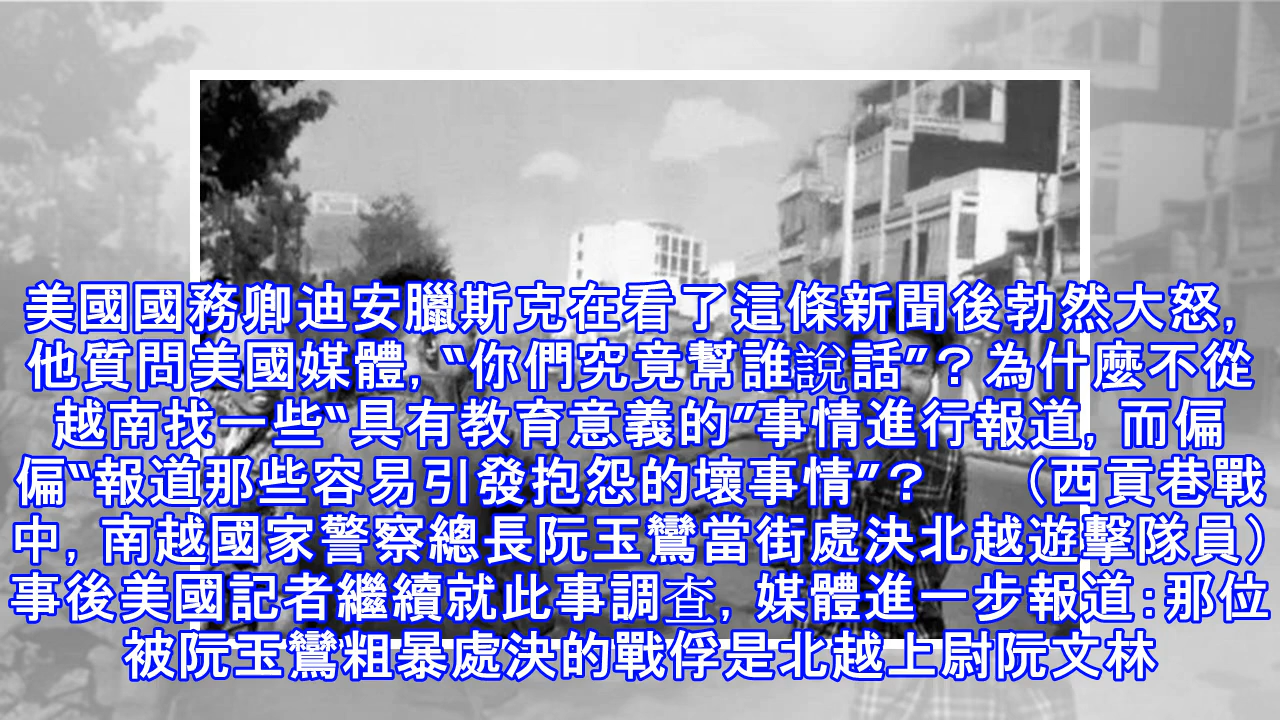 美國國務卿迪安臘斯克在看了這條新聞後勃然大怒,
他質問美國媒體,“你們究竟幫誰說話”？為什麼不從
越南找一些“具有教育意義的”事情進行報道,而偏
偏“報道那些容易引發抱怨的壞事情”？　（西貢巷戰
中,南越國家警察總長阮玉鸞當街處決北越遊擊隊員）
事後美國記者繼續就此事調查,媒體進一步報道:那位
被阮玉鸞粗暴處決的戰俘是北越上尉阮文林